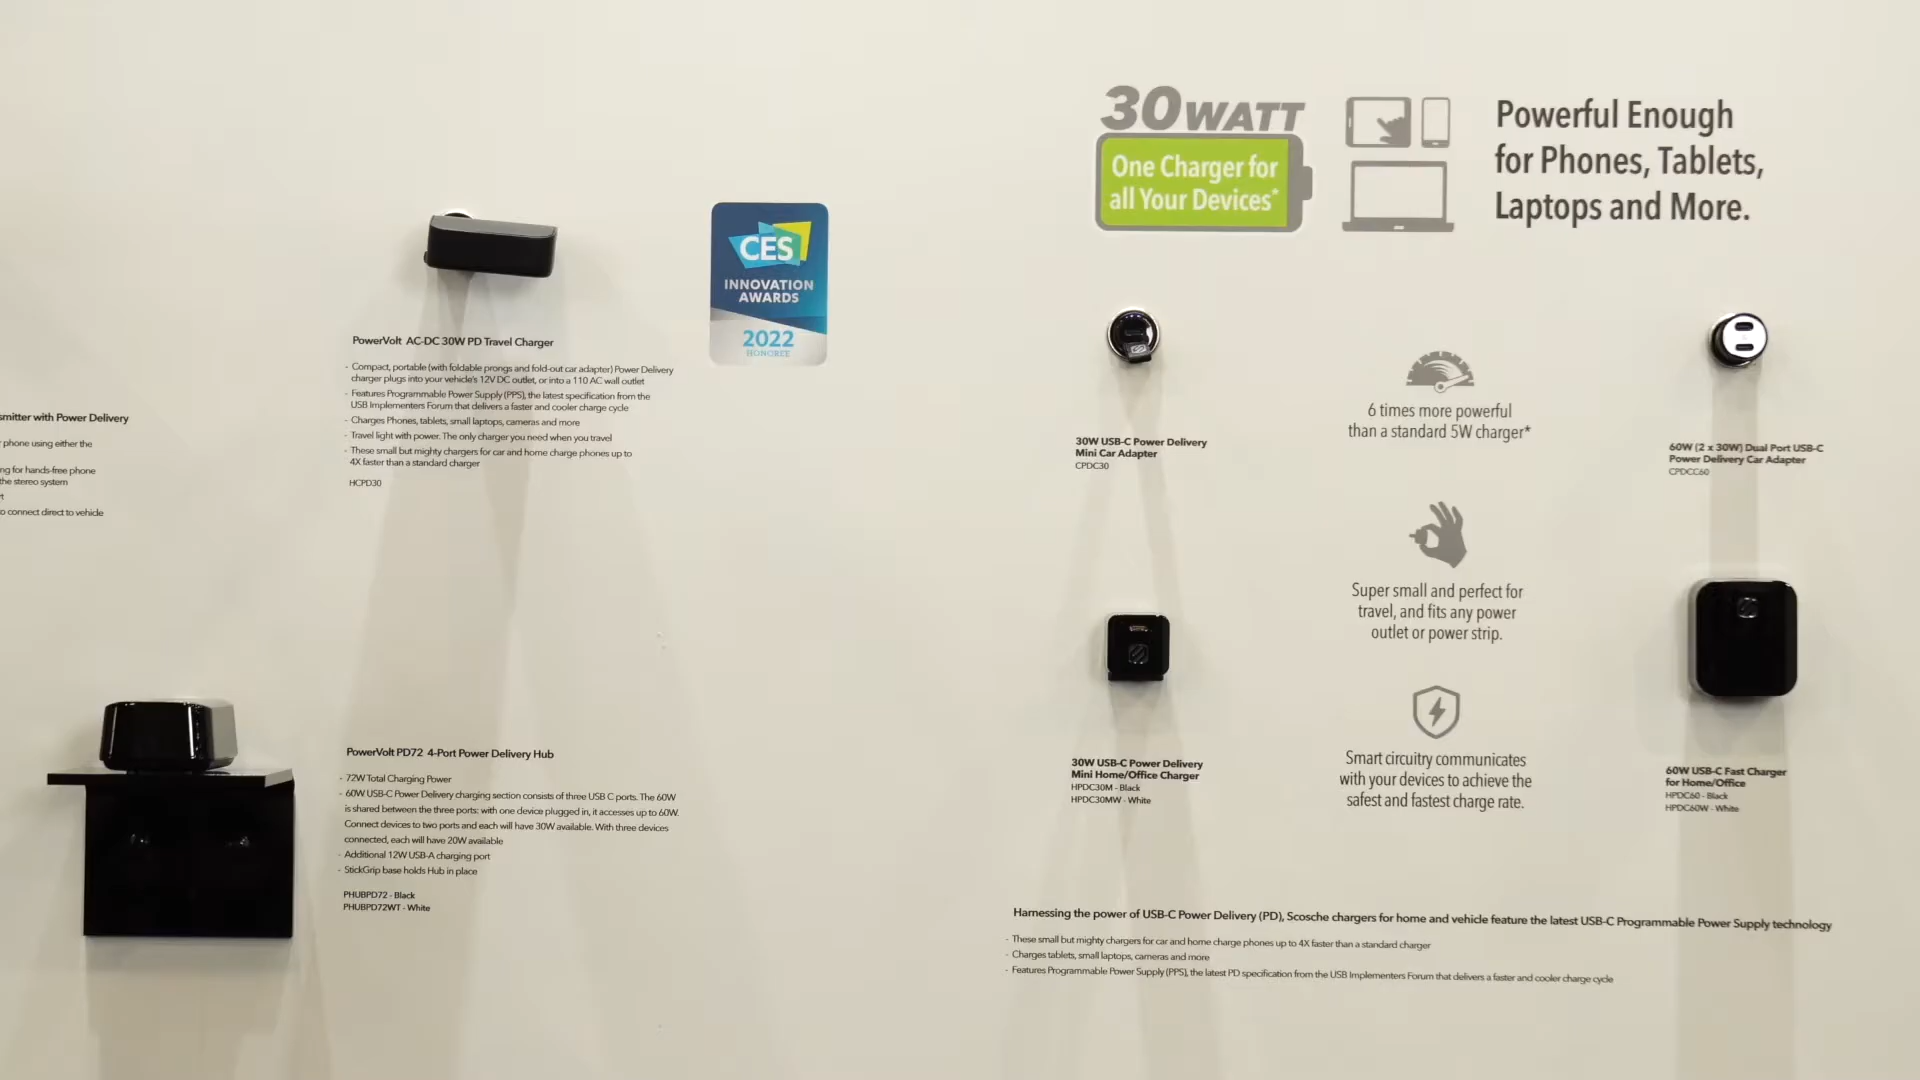 smitter with Power Delivery
phone using either the
ng for hands-free phone
the stereo system
rt
o connect direct to vehicle
PowerVolt AC-DC 30W PD Travel Charger
- Compact, portable (with foldable prongs and fold-out car adapter) Power Delivery
charger plugs into your vehicle's 12V DC outlet, or into a 110 AC wall outlet
- Features Programmable Power Supply (PPS), the latest specification from the
USB Implementers Forum that delivers a faster and cooler charge cycle
- Charges Phones, tablets, small laptops, cameras and more
- Travel light with power. The only charger you need when you travel
- These small but mighty chargers for car and home charge phones up to
4X faster than a standard charger
HCPD30
CES
INNOVATION
AWARDS
2022
HONOREE
PowerVolt PD72 4-Port Power Delivery Hub
- 72W Total Charging Power
- 60W USB-C Power Delivery charging section consists of three USB C ports. The 60W
is shared between the three ports: with one device plugged in, it accesses up to 60W.
Connect devices to two ports and each will have 30W available. With three devices
connected, each will have 20W available
- Additional 12W USB-A charging port
- StickGrip base holds Hub in place
PHUBPD72 - Black
PHUBPD72WT - White
30WATT
One Charger for
all Your Devices*
Powerful Enough
for Phones, Tablets,
Laptops and More.
30W USB-C Power Delivery
Mini Car Adapter
CPDC30
6 times more powerful
than a standard 5W charger*
60W (2 x 30W) Dual Port USB-C
Power Delivery Car Adapter
CPDCC60
Super small and perfect for
travel, and fits any power
outlet or power strip.
30W USB-C Power Delivery
Mini Home/Office Charger
HPDC30M - Black
HPDC30MW - White
Smart circuitry communicates
with your devices to achieve the
safest and fastest charge rate.
60W USB-C Fast Charger
for Home/Office
HPDC60 - Black
HPDC60W - White
Harnessing the power of USB-C Power Delivery (PD), Scosche chargers for home and vehicle feature the latest USB-C Programmable Power Supply technology
- These small but mighty chargers for car and home charge phones up to 4X faster than a standard charger
- Charges tablets, small laptops, cameras and more
- Features Programmable Power Supply (PPS), the latest PD specification from the USB Implementers Forum that delivers a faster and cooler charge cycle